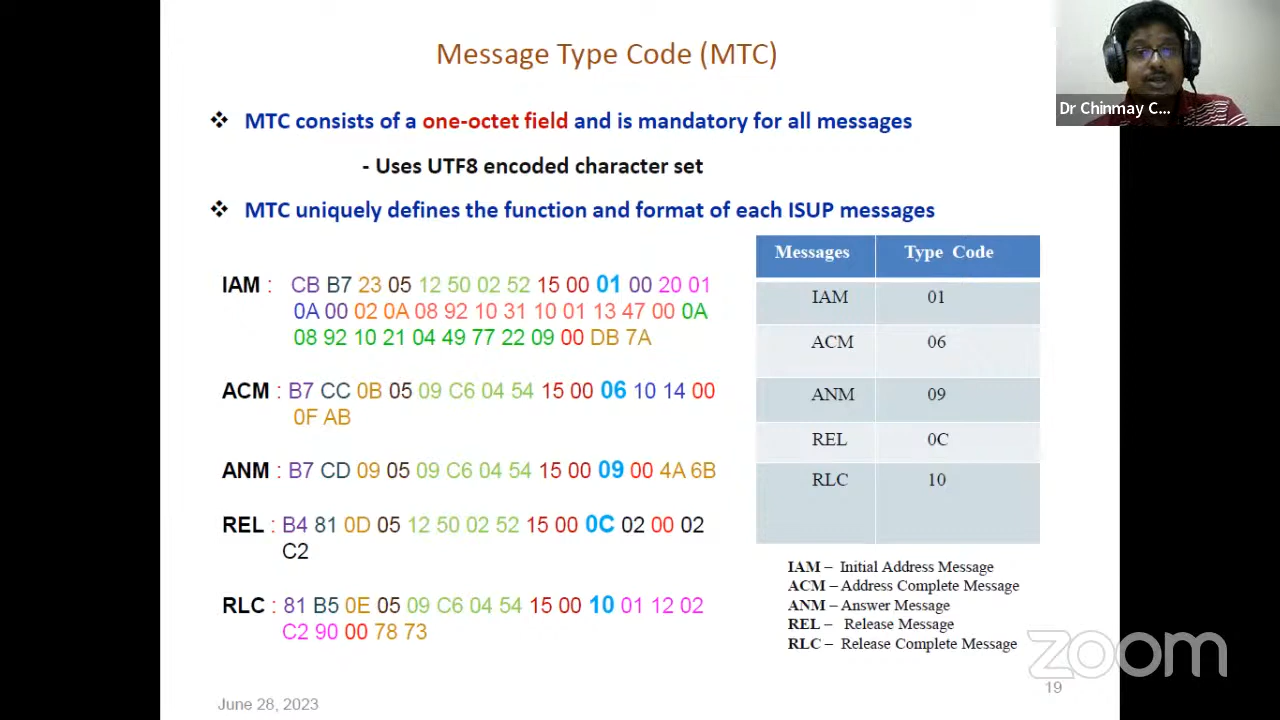 Message Type Code (MTC)
Dr Chinmay C...
❖ MTC consists of a one-octet field and is mandatory for all messages
- Uses UTF8 encoded character set
❖ MTC uniquely defines the function and format of each ISUP messages
IAM : CB B7 23 05 12 50 02 52 15 00 01 00 20 01
0A 00 02 0A 08 92 10 31 10 01 13 47 00 0A
08 92 10 21 04 49 77 22 09 00 DB 7A
ACM : B7 CC 0B 05 09 C6 04 54 15 00 06 10 14 00
0F AB
ANM : B7 CD 09 05 09 C6 04 54 15 00 09 00 4A 6B
REL : B4 81 0D 05 12 50 02 52 15 00 0C 02 00 02
C2
RLC : 81 B5 0E 05 09 C6 04 54 15 00 10 01 12 02
C2 90 00 78 73
Messages Type Code
IAM 01
ACM 06
ANM 09
REL 0C
RLC 10
IAM – Initial Address Message
ACM – Address Complete Message
ANM – Answer Message
REL – Release Message
RLC – Release Complete Message
zoom
19
June 28, 2023